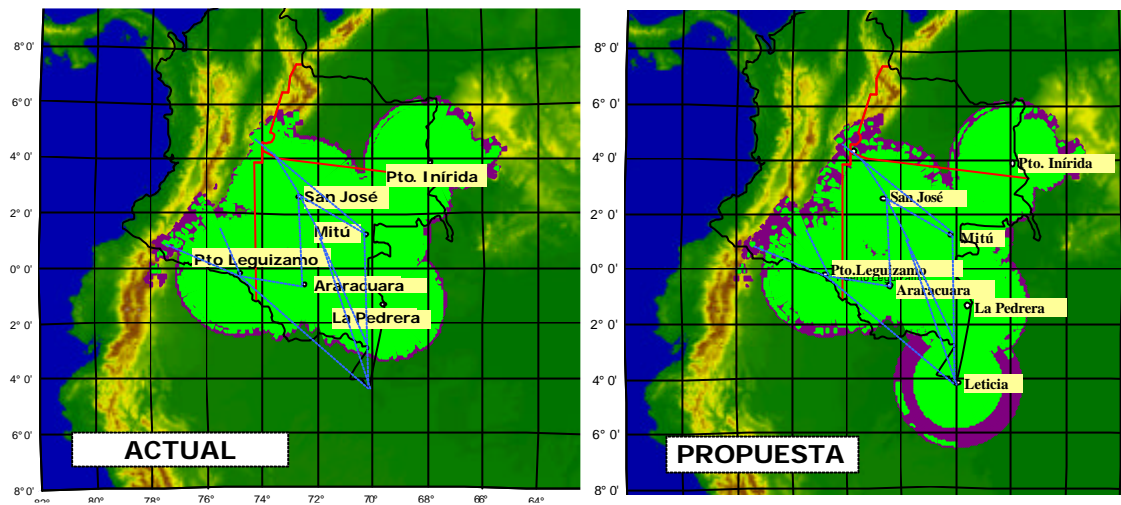 8° 0'
6° 0'
4° 0'
2° 0'
0° 0'
2° 0'
4° 0'
6° 0'
8° 0'
80°
78°
76°
74°
72°
70°
68°
66°
64°
Pto. Inírida
San José
Mitú
Pto Leguizamo
Araracuara
La Pedrera
ACTUAL
8° 0'
6° 0'
4° 0'
2° 0'
0° 0'
2° 0'
4° 0'
6° 0'
8° 0'
Pto. Inírida
San José
Mitú
Pto.Leguizamo
Araracuara
La Pedrera
Leticia
PROPUESTA